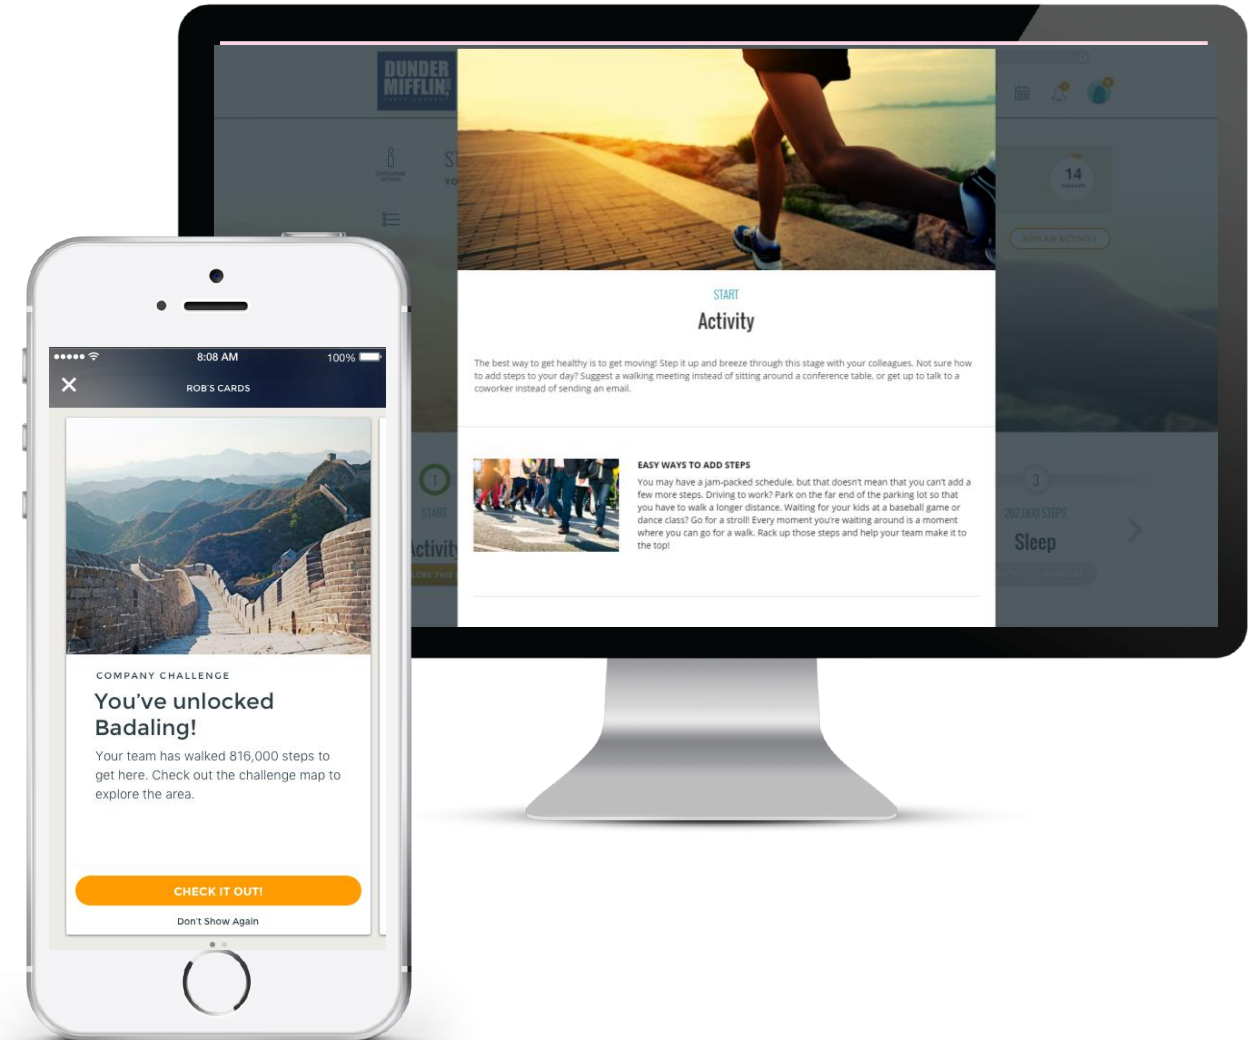 DUNDER
MIFFLIN
START
Activity
The best way to get healthy is to get moving! Step it up and breeze through this stage with your colleagues. Not sure how
to add steps to your day? Suggest a walking meeting instead of sitting around a conference table, or get up to talk to a
coworker instead of sending an email.
EASY WAYS TO ADD STEPS
You may have a jam-packed schedule, but that doesn't mean that you can't add a
few more steps. Driving to work? Park on the far end of the parking lot so that
you have to walk a longer distance. Waiting for your kids at a baseball game or
dance class? Go for a stroll! Every moment you're waiting around is a moment
where you can go for a walk. Rack up those steps and help your team make it to
the top!
14
ADD AN ACTIVITY
1
START
Activity
3
262,000 STEPS
Sleep
8:08 AM
100%
ROB'S CARDS
COMPANY CHALLENGE
You've unlocked
Badaling!
Your team has walked 816,000 steps to
get here. Check out the challenge map to
explore the area.
CHECK IT OUT!
Don't Show Again